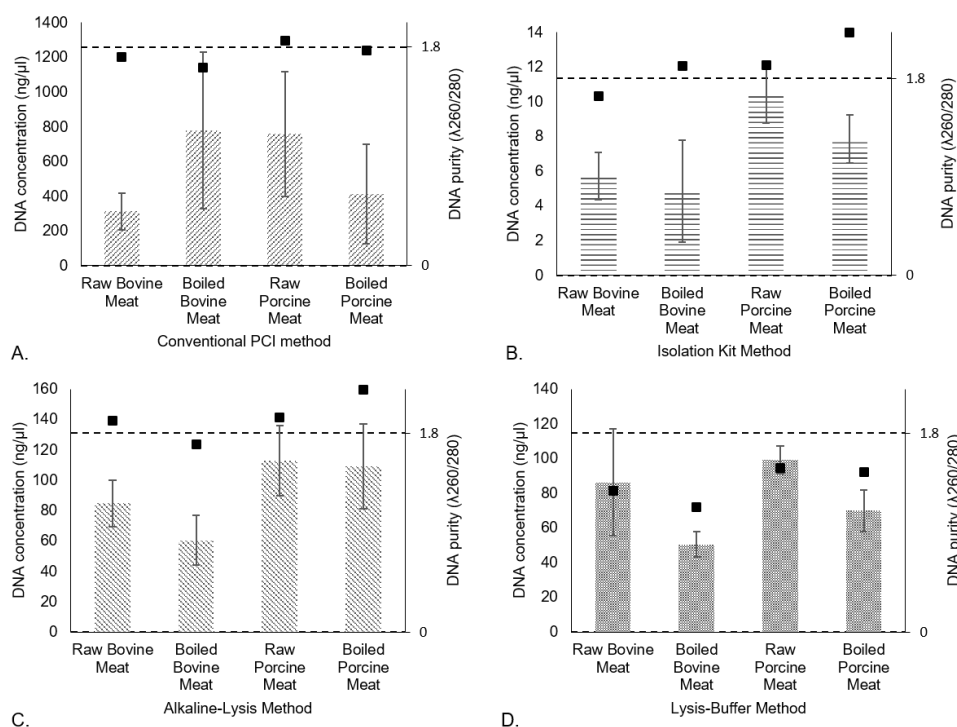 A.
DNA concentration (ng/µl)
1400
1200
1000
800
600
400
200
0
1.8
0
DNA purity (λ260/280)
Raw Bovine
Meat
Boiled
Bovine
Meat
Raw
Porcine
Meat
Boiled
Porcine
Meat
Conventional PCI method
B.
DNA concentration (ng/µl)
14
12
10
8
6
4
2
0
1.8
0
DNA purity (λ260/280)
Raw Bovine
Meat
Boiled
Bovine
Meat
Raw
Porcine
Meat
Boiled
Porcine
Meat
Isolation Kit Method
C.
DNA concentration (ng/µl)
160
140
120
100
80
60
40
20
0
1.8
0
DNA purity (λ260/280)
Raw Bovine
Meat
Boiled
Bovine
Meat
Raw
Porcine
Meat
Boiled
Porcine
Meat
Alkaline-Lysis Method
D.
DNA concentration (ng/µl)
140
120
100
80
60
40
20
0
1.8
0
DNA purity (λ260/280)
Raw Bovine
Meat
Boiled
Bovine
Meat
Raw
Porcine
Meat
Boiled
Porcine
Meat
Lysis-Buffer Method